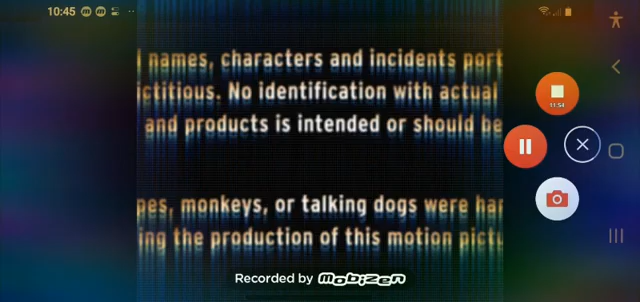 10:45
names, characters and incidents port
ictitious. No identification with actual
and products is intended or should be
pes, monkeys, or talking dogs were har
ing the production of this motion pictu
11:54
Recorded by mobizen